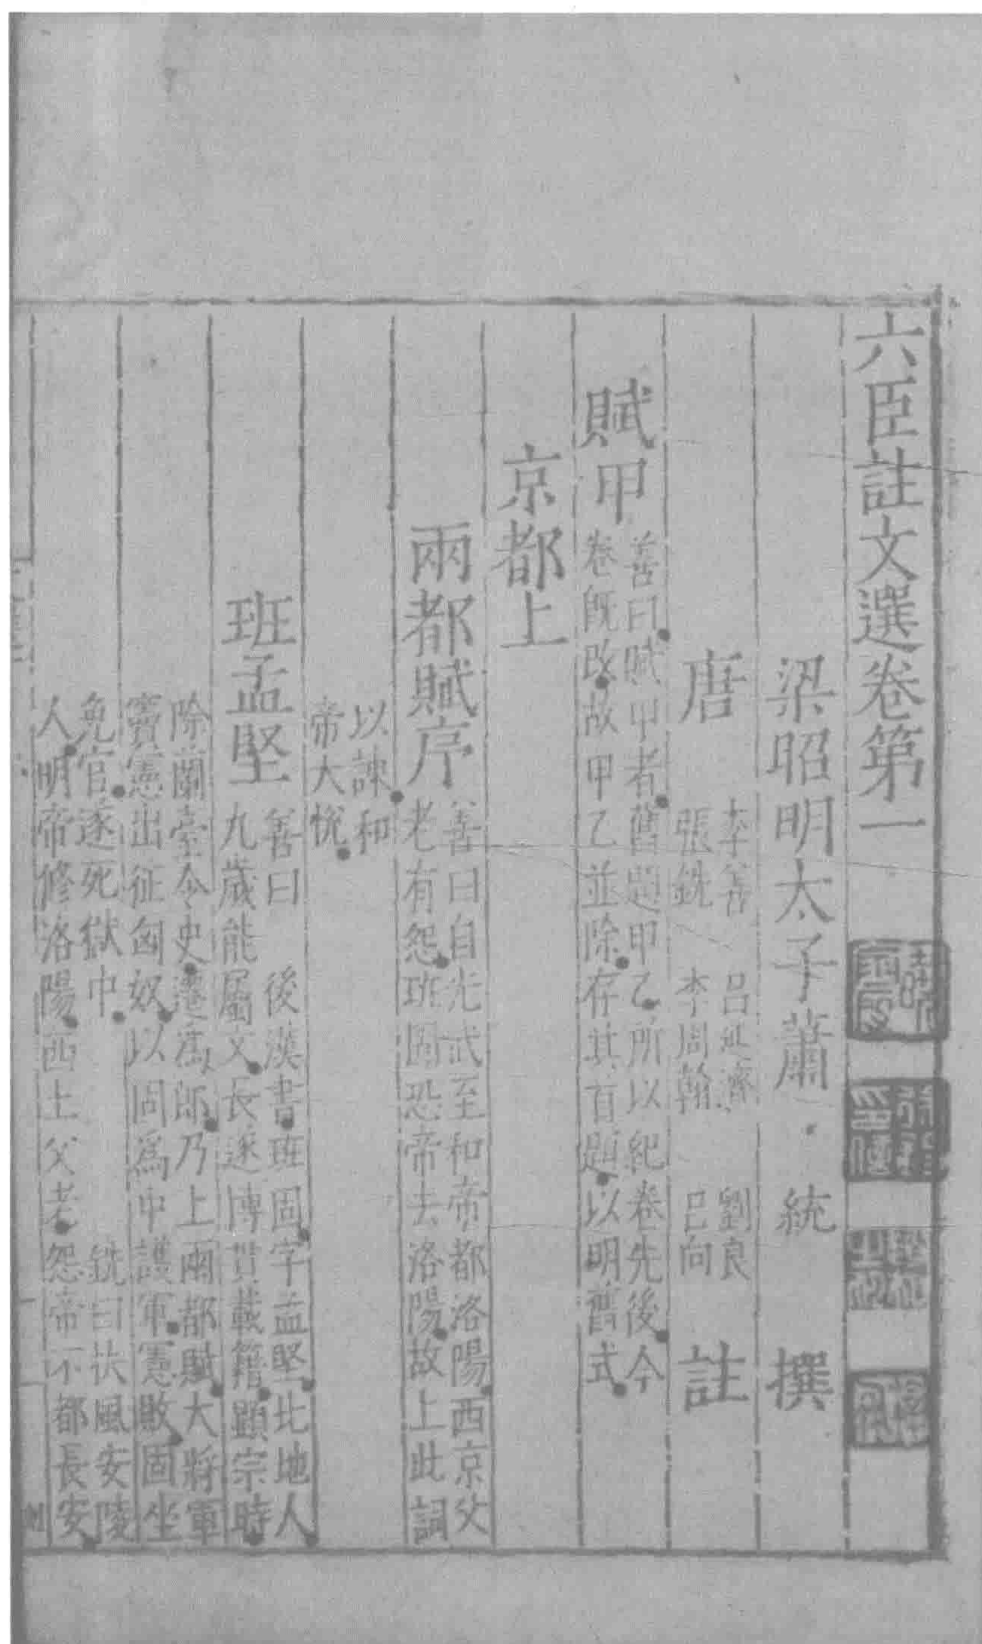 六臣註文選卷第一
梁昭明太子蕭統撰
唐
李善 呂延濟 劉良
張銑 李周翰 呂向
註
賦甲
善曰賦甲者舊題甲乙所以紀卷先後今
卷既改故甲乙並除存其首題以明舊式
京都上
兩都賦序
善曰自光武至和帝都洛陽西京父
老有怨班固恐帝去洛陽故上此詞
以諫和
帝大悅
班孟堅
善曰 後漢書班固字孟堅北地人
九歲能屬文長遂博貫載籍顯宗時
除蘭臺令史遷為郎乃上兩都賦大將軍
竇憲出征匈奴以固為中護軍憲敗固坐
免官遂死獄中 銑曰扶風安陵
人明帝修洛陽西土父老怨帝不都長安